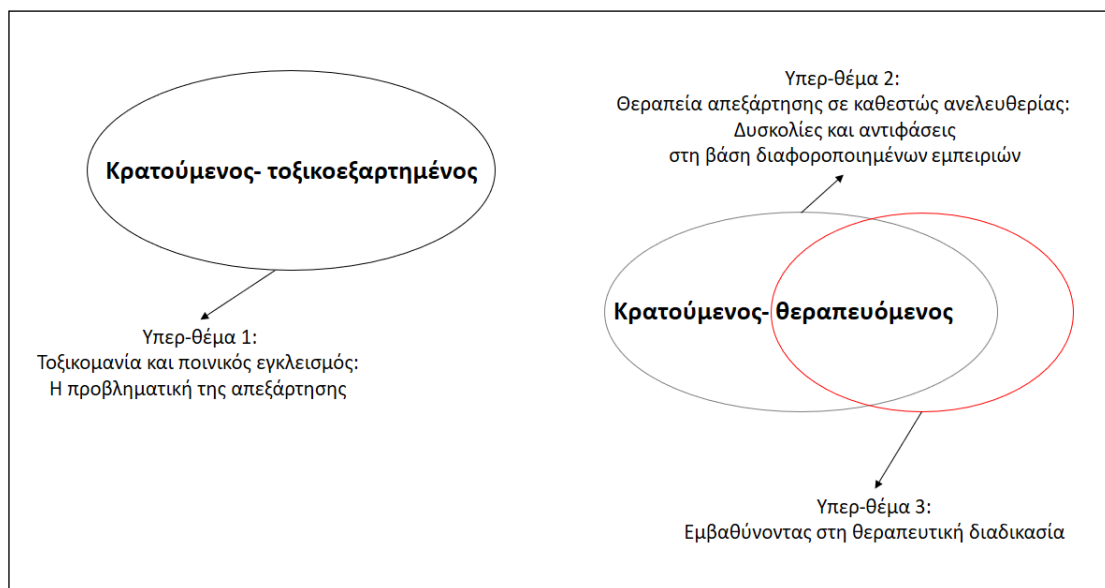 Κρατούμενος- τοξικοεξαρτημένος
Υπερ-θέμα 1:
Τοξικομανία και ποινικός εγκλεισμός:
Η προβληματική της απεξάρτησης
Υπερ-θέμα 2:
Θεραπεία απεξάρτησης σε καθεστώς ανελευθερίας:
Δυσκολίες και αντιφάσεις
στη βάση διαφοροποιημένων εμπειριών
Κρατούμενος- θεραπευόμενος
Υπερ-θέμα 3:
Εμβαθύνοντας στη θεραπευτική διαδικασία